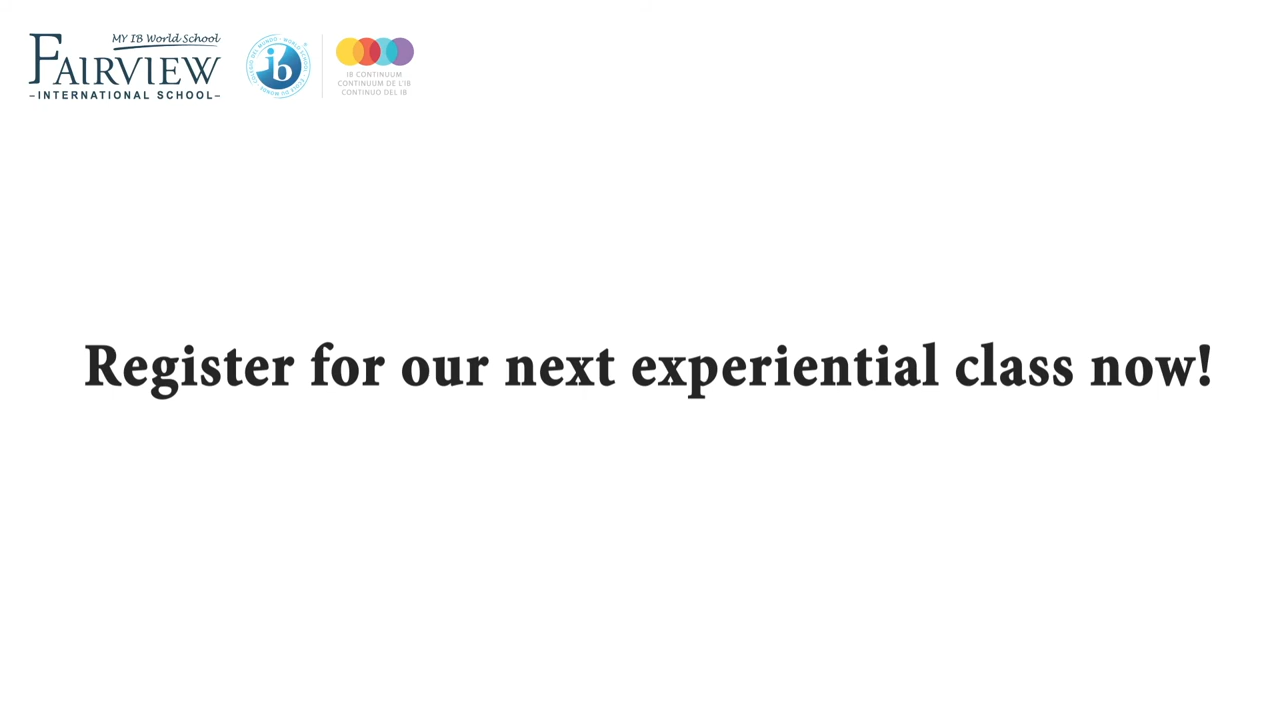 MY IB World School
FAIRVIEW
-INTERNATIONAL SCHOOL-
ib
IB CONTINUUM
CONTINUUM DE L'IB
CONTINUO DEL IB
Register for our next experiential class now!